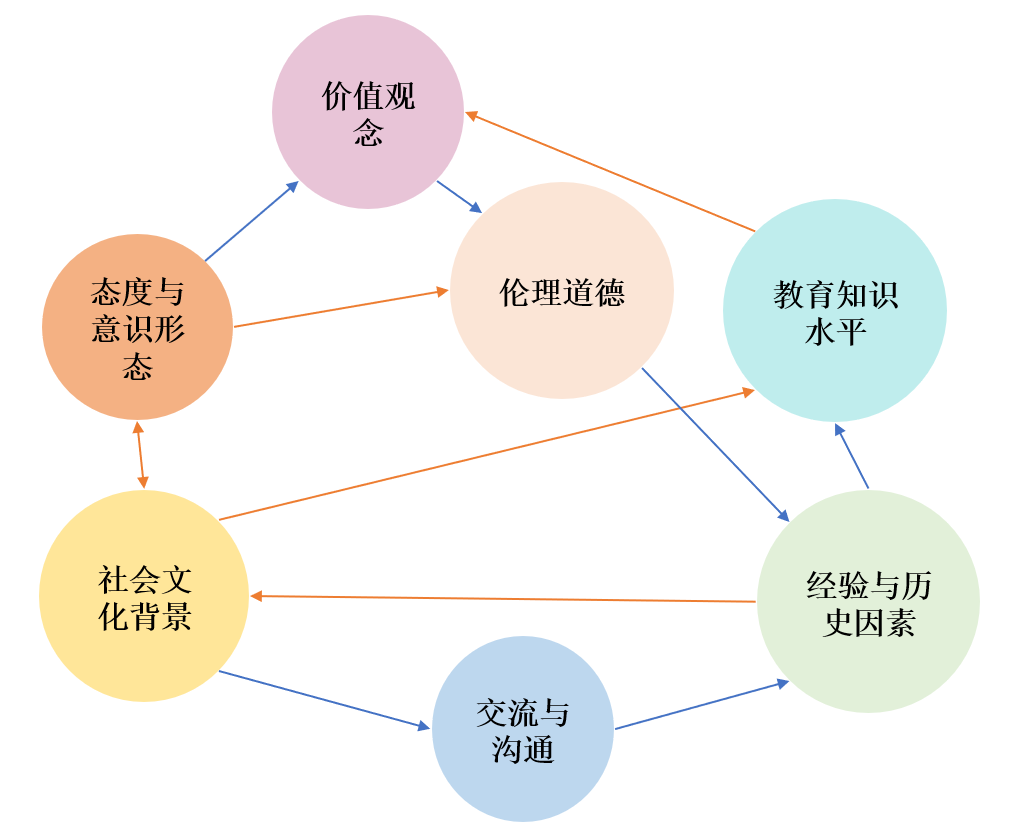 价值观
念
伦理道德
教育知识
水平
态度与
意识形
态
社会文
化背景
经验与历
史因素
交流与
沟通